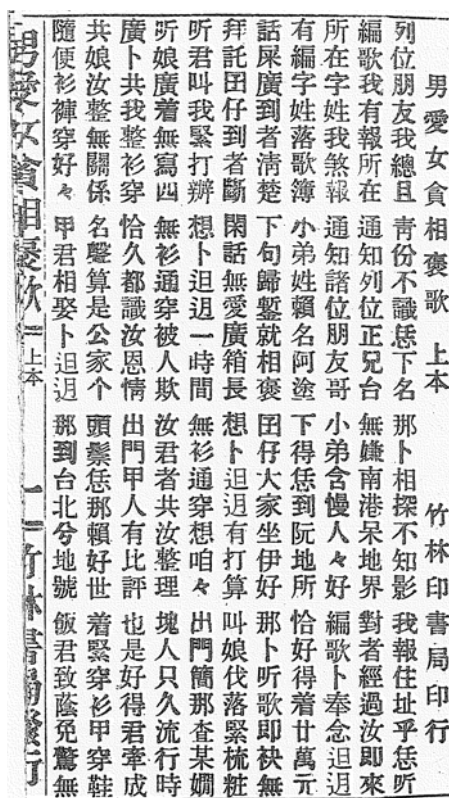 男愛女貪相褒歌 上本 竹林印書局印行
列位朋友我總且 青份不識恁下名 那卜相探不知影 我報住址乎恁听
編歌我有報所在 通知列位正兄台 無嫌南港呆地界 對者經過汝即來
所在字姓我煞報 通知諸位朋友哥 小弟含慢人々好 編歌卜奉念迌迌
有編字姓落歌簿 小弟姓賴名阿塗 下得恁到阮地所 恰好得着廿萬元
話屎廣到者清楚 下句歸鏨就相褒 囝仔大家坐伊好 那卜听歌即袂無
拜託囝仔到者斷 閑話無愛廣箱長 想卜迌迌有打算 叫娘伐落緊梳粧
听君叫我緊打辦 想卜迌迌一時間 無衫通穿想咱々 出門簡那查某嫺
听娘廣着無寫四 無衫通穿被人欺 汝君者共汝整理 塊人只久流行時
廣卜共我整衫穿 恰久都識汝恩情 出門甲人有比評 也是好得君牽成
共娘汝整無關係 名聲算是公家个 頭鬃恁那賴好世 着緊穿衫甲穿鞋
隨便衫褲穿好々 甲君相娶卜迌迌 那到台北兮地號 飯君致蔭免驚無
男愛女貪相褒歌 上本 一 竹林書局發行